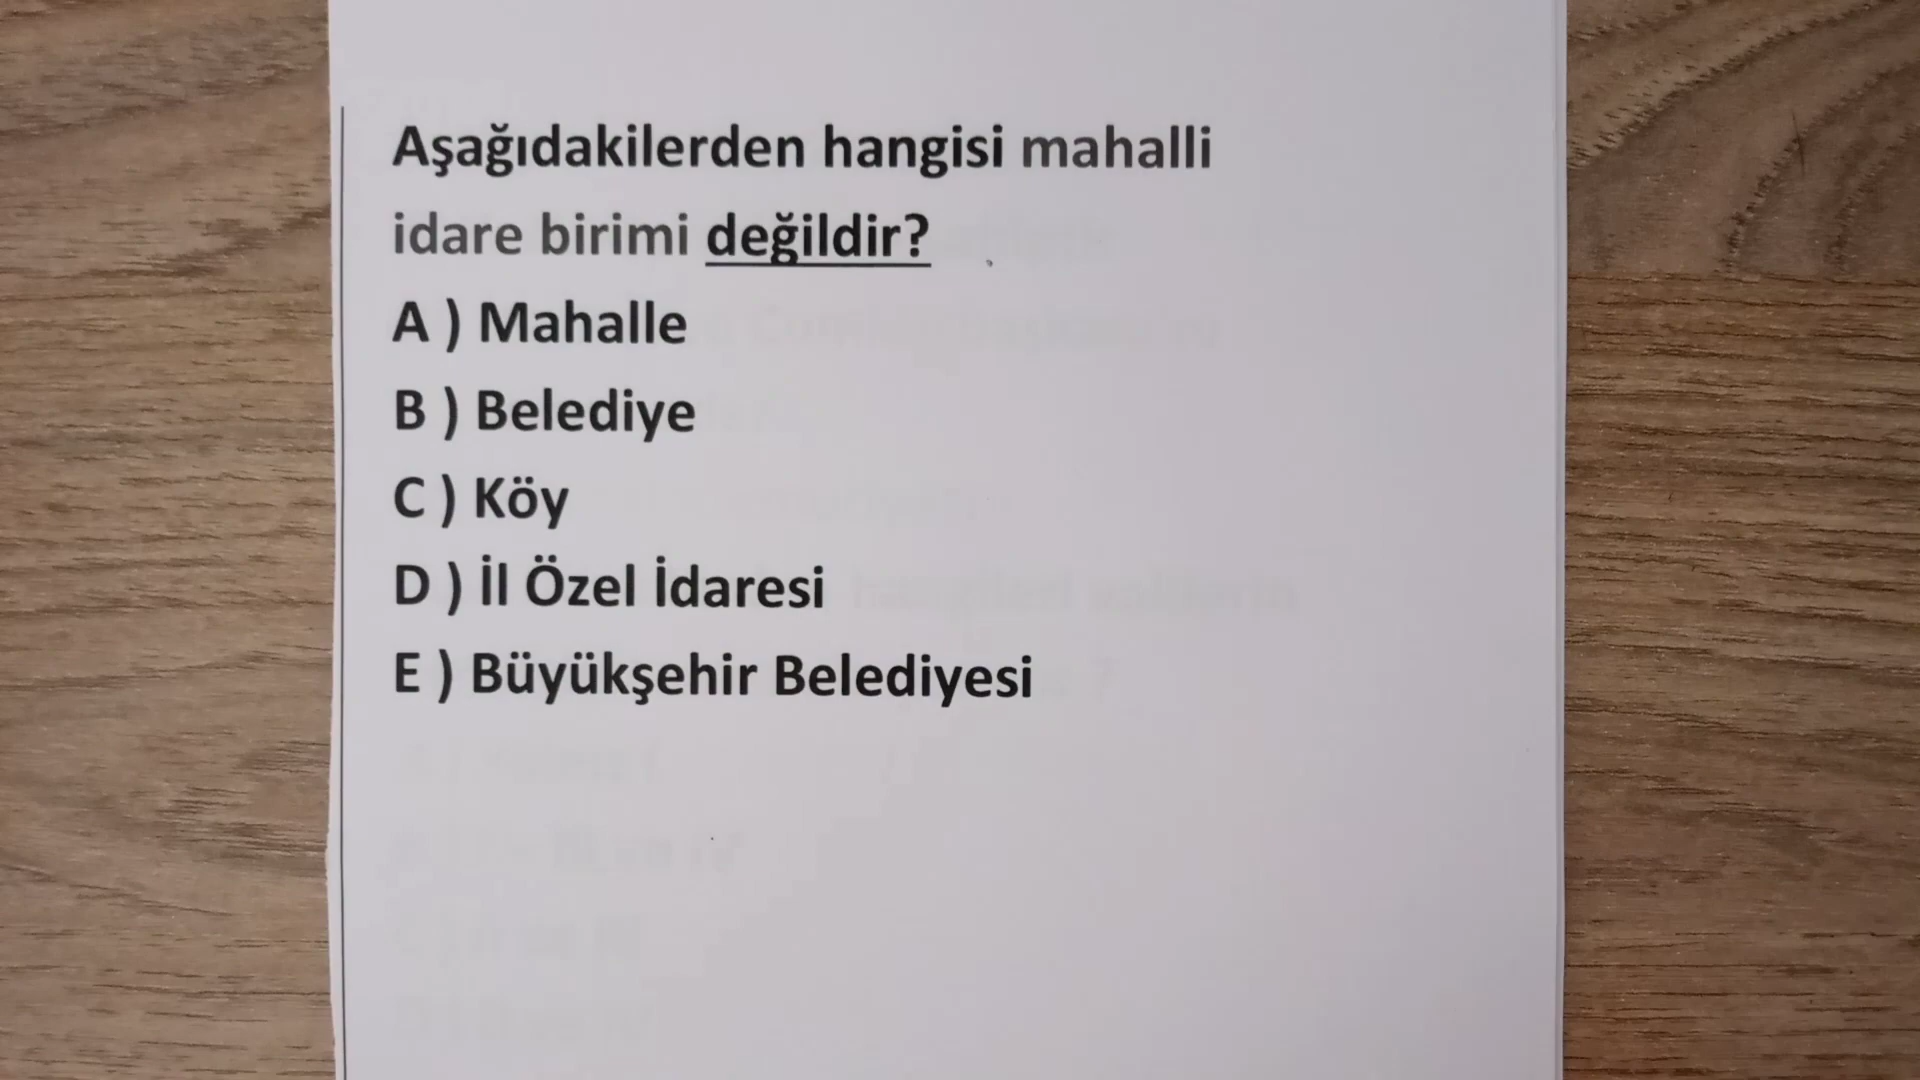 Aşağıdakilerden hangisi mahalli
idare birimi değildir?
A ) Mahalle
B ) Belediye
C ) Köy
D ) İl Özel İdaresi
E ) Büyükşehir Belediyesi